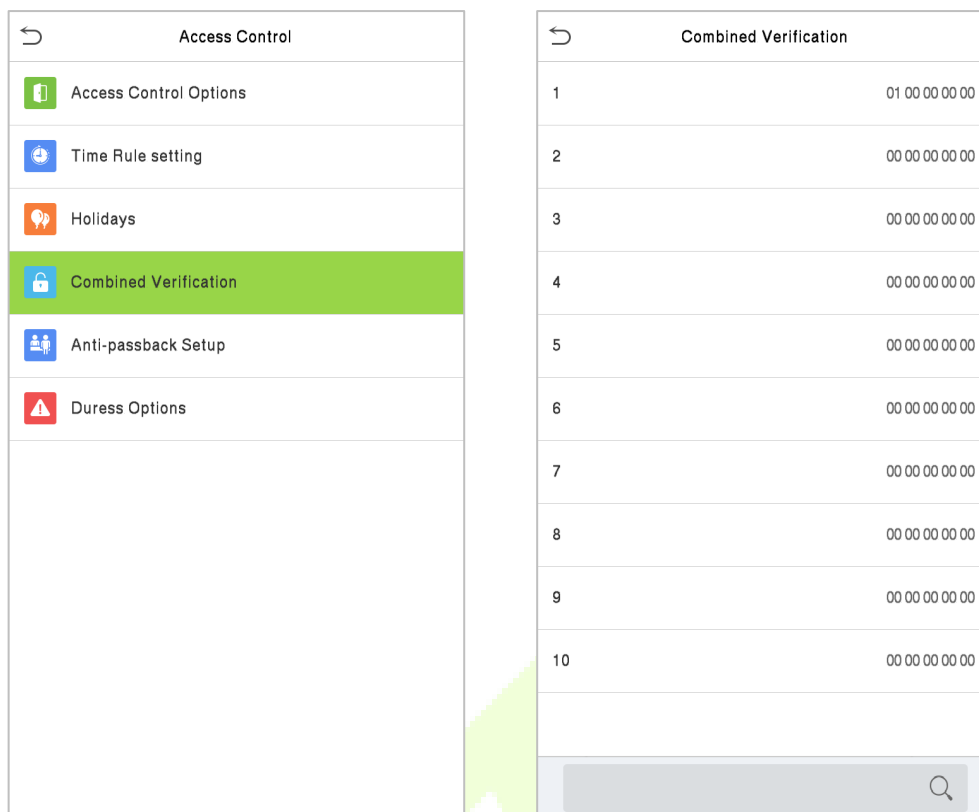 Access Control
Access Control Options
Time Rule setting
Holidays
Combined Verification
Anti-passback Setup
Duress Options
Combined Verification
1 01 00 00 00 00
2 00 00 00 00 00
3 00 00 00 00 00
4 00 00 00 00 00
5 00 00 00 00 00
6 00 00 00 00 00
7 00 00 00 00 00
8 00 00 00 00 00
9 00 00 00 00 00
10 00 00 00 00 00